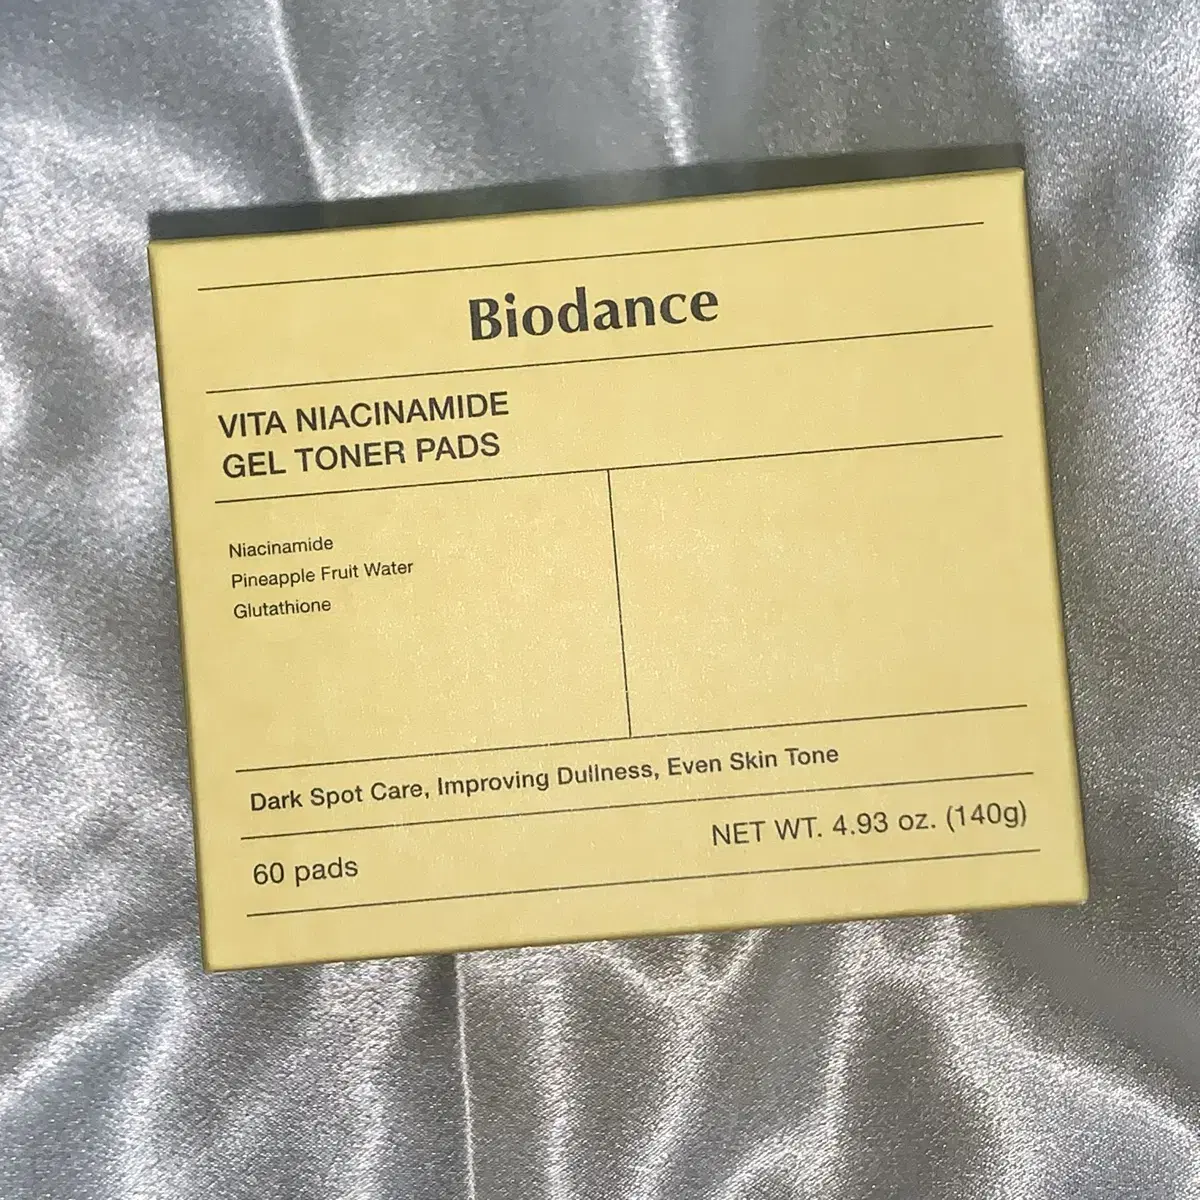 Biodance
VITA NIACINAMIDE
GEL TONER PADS
Niacinamide
Pineapple Fruit Water
Glutathione
Dark Spot Care, Improving Dullness, Even Skin Tone
60 pads
NET WT. 4.93 oz. (140g)